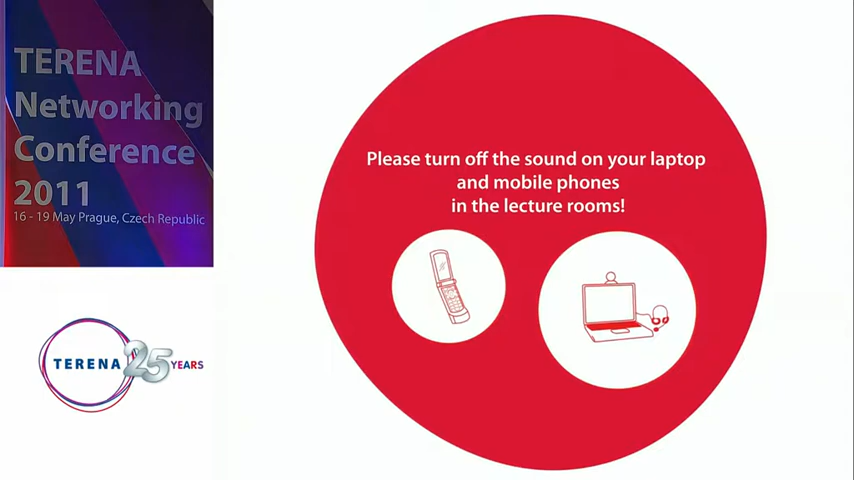 TERENA
Networking
Conference
2011
16 - 19 May Prague, Czech Republic
TERENA 25 YEARS
Please turn off the sound on your laptop
and mobile phones
in the lecture rooms!